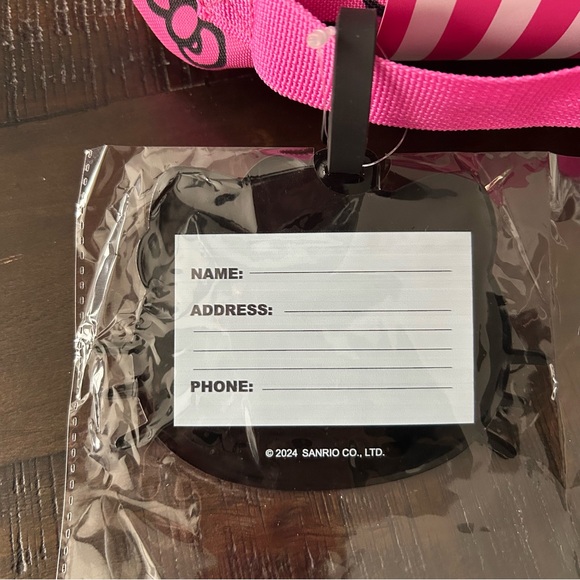 NAME:
ADDRESS:
PHONE:
© 2024 SANRIO CO., LTD.